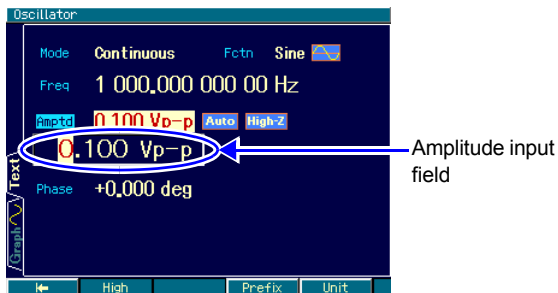 Oscillator
Mode Continuous Fctn Sine
Freq 1 000.000 000 00 Hz
Amptd 0.100 Vp-p Auto High-Z
0.100 Vp-p
Amplitude input
field
Phase +0.000 deg
Text
Graph
High Prefix Unit